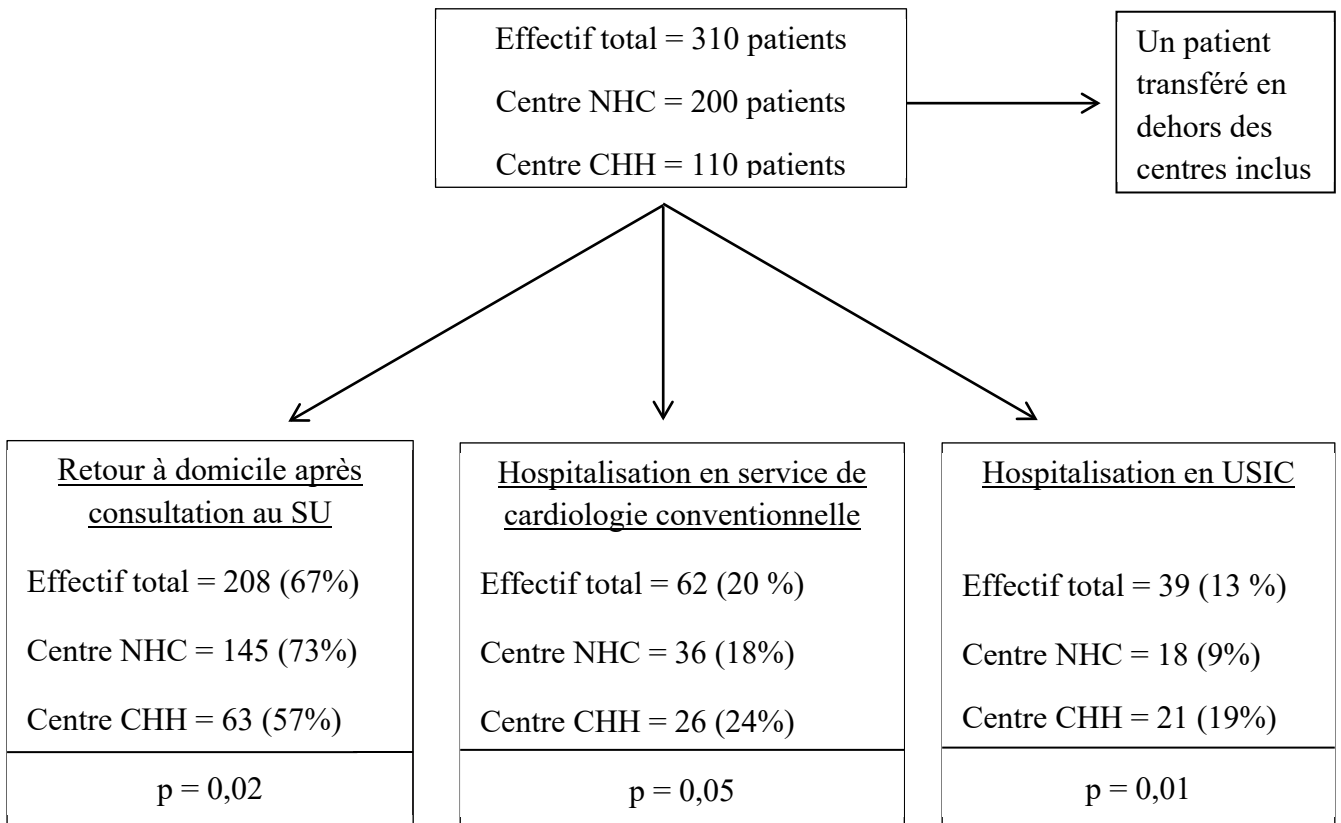 Effectif total = 310 patients
Centre NHC = 200 patients
Centre CHH = 110 patients
Un patient
transféré en
dehors des
centres inclus
Retour à domicile après
consultation au SU
Effectif total = 208 (67%)
Centre NHC = 145 (73%)
Centre CHH = 63 (57%)
p = 0,02
Hospitalisation en service de
cardiologie conventionnelle
Effectif total = 62 (20 %)
Centre NHC = 36 (18%)
Centre CHH = 26 (24%)
p = 0,05
Hospitalisation en USIC
Effectif total = 39 (13 %)
Centre NHC = 18 (9%)
Centre CHH = 21 (19%)
p = 0,01